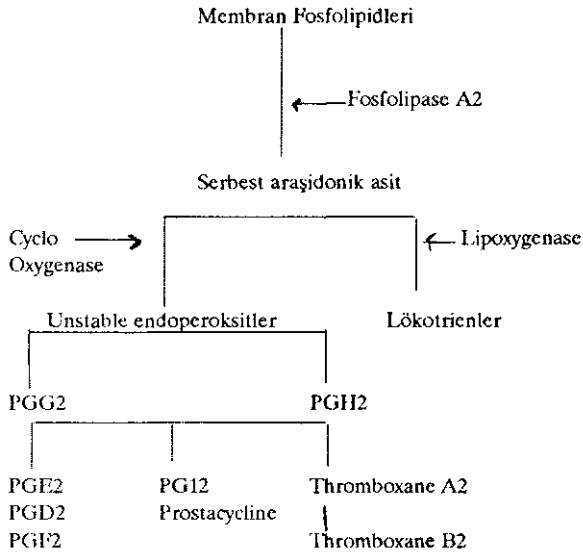 Membran Fosfolipidleri
Fosfolipase A2
Serbest araşidonik asit
Cyclo
Oxygenase
Lipoxygenase
Unstable endoperoksitler
Lökotrienler
PGG2
PGH2
PGE2
PG12
Thromboxane A2
PGD2
Prostacycline
PGF2
Thromboxane B2